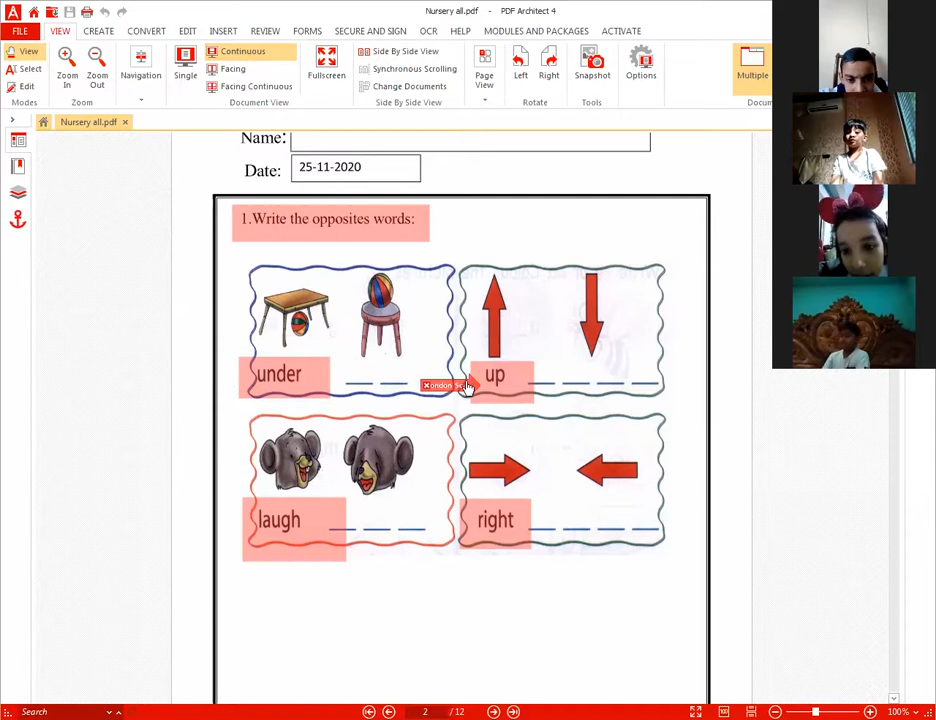 Nursery all.pdf - PDF Architect 4
FILE VIEW CREATE CONVERT EDIT INSERT REVIEW FORMS SECURE AND SIGN OCR HELP MODULES AND PACKAGES ACTIVATE
View
Select
Edit
Modes
Zoom In
Zoom Out
Zoom
Navigation
Single
Continuous
Facing
Facing Continuous
Document View
Fullscreen
Side By Side View
Synchronous Scrolling
Change Documents
Side By Side View
Page View
Left
Right
Rotate
Snapshot
Tools
Options
Multiple
Nursery all.pdf
Name:
Date: 25-11-2020
1.Write the opposites words:
under
up
laugh
right
Search
2 / 12
100%